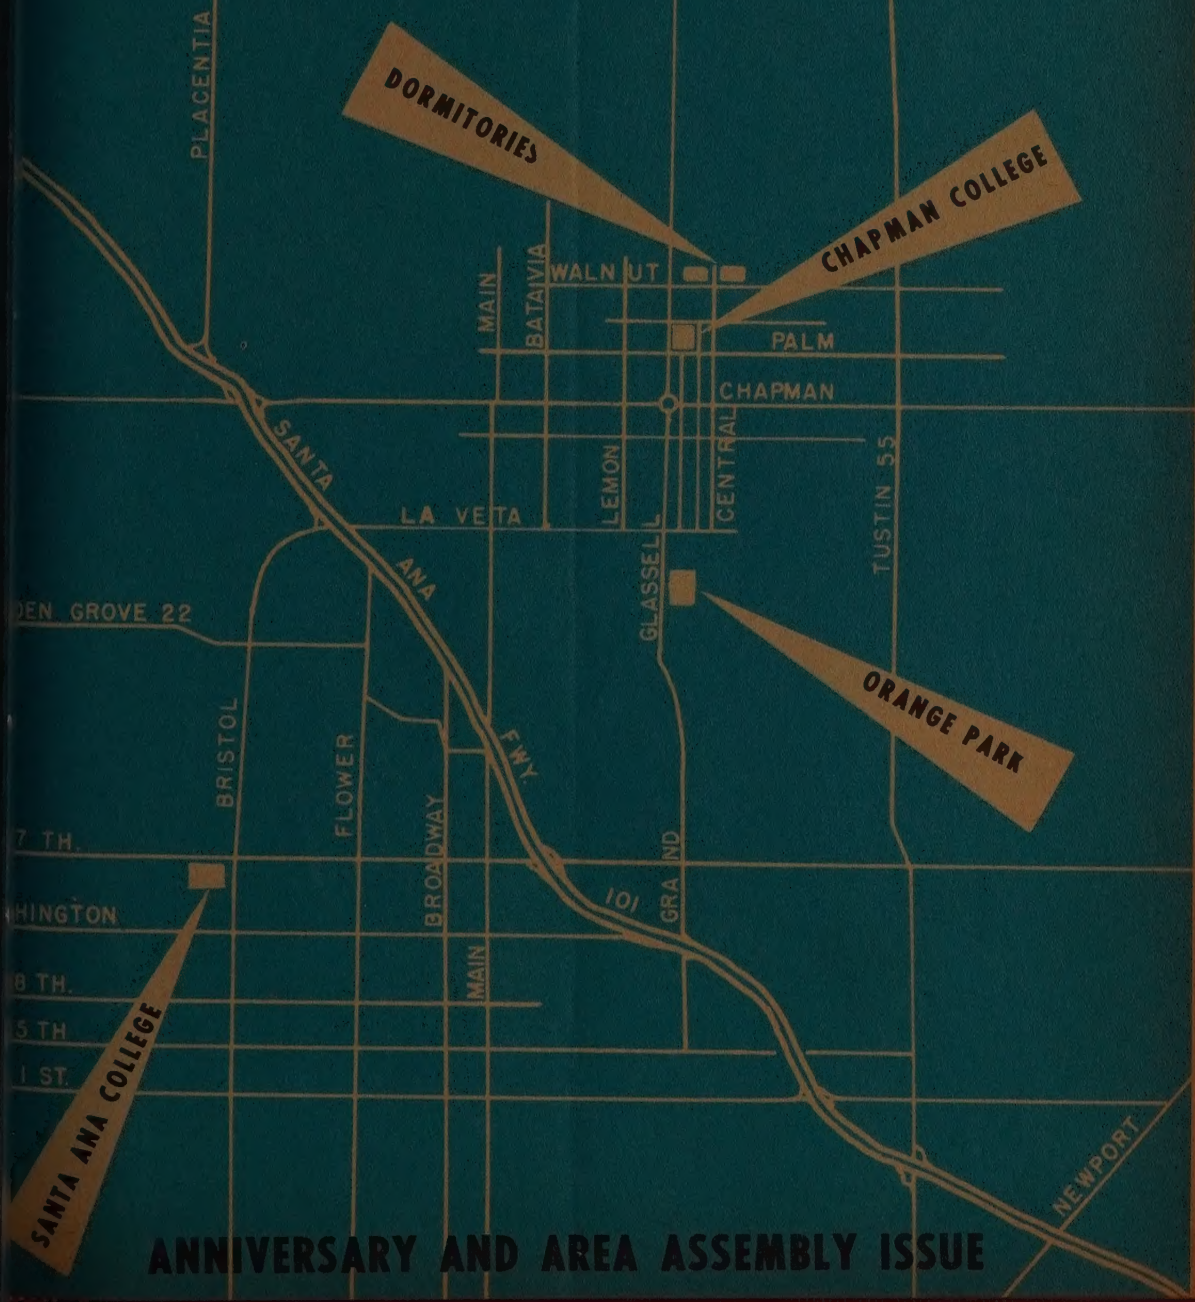 PLACENTIA
DORMITORIES
CHAPMAN COLLEGE
MAIN
BATAIVIA
WALNUT
PALM
CHAPMAN
SANTA
LEMON
CENTRAL
TUSTIN 55
LA VETA
ANA
GLASSELL
DEN GROVE 22
ORANGE PARK
BRISTOL
FLOWER
FWY.
BROADWAY
7 TH.
GRAND
101
HINGTON
MAIN
8 TH.
5 TH
1 ST.
SANTA ANA COLLEGE
NEWPORT
ANNIVERSARY AND AREA ASSEMBLY ISSUE